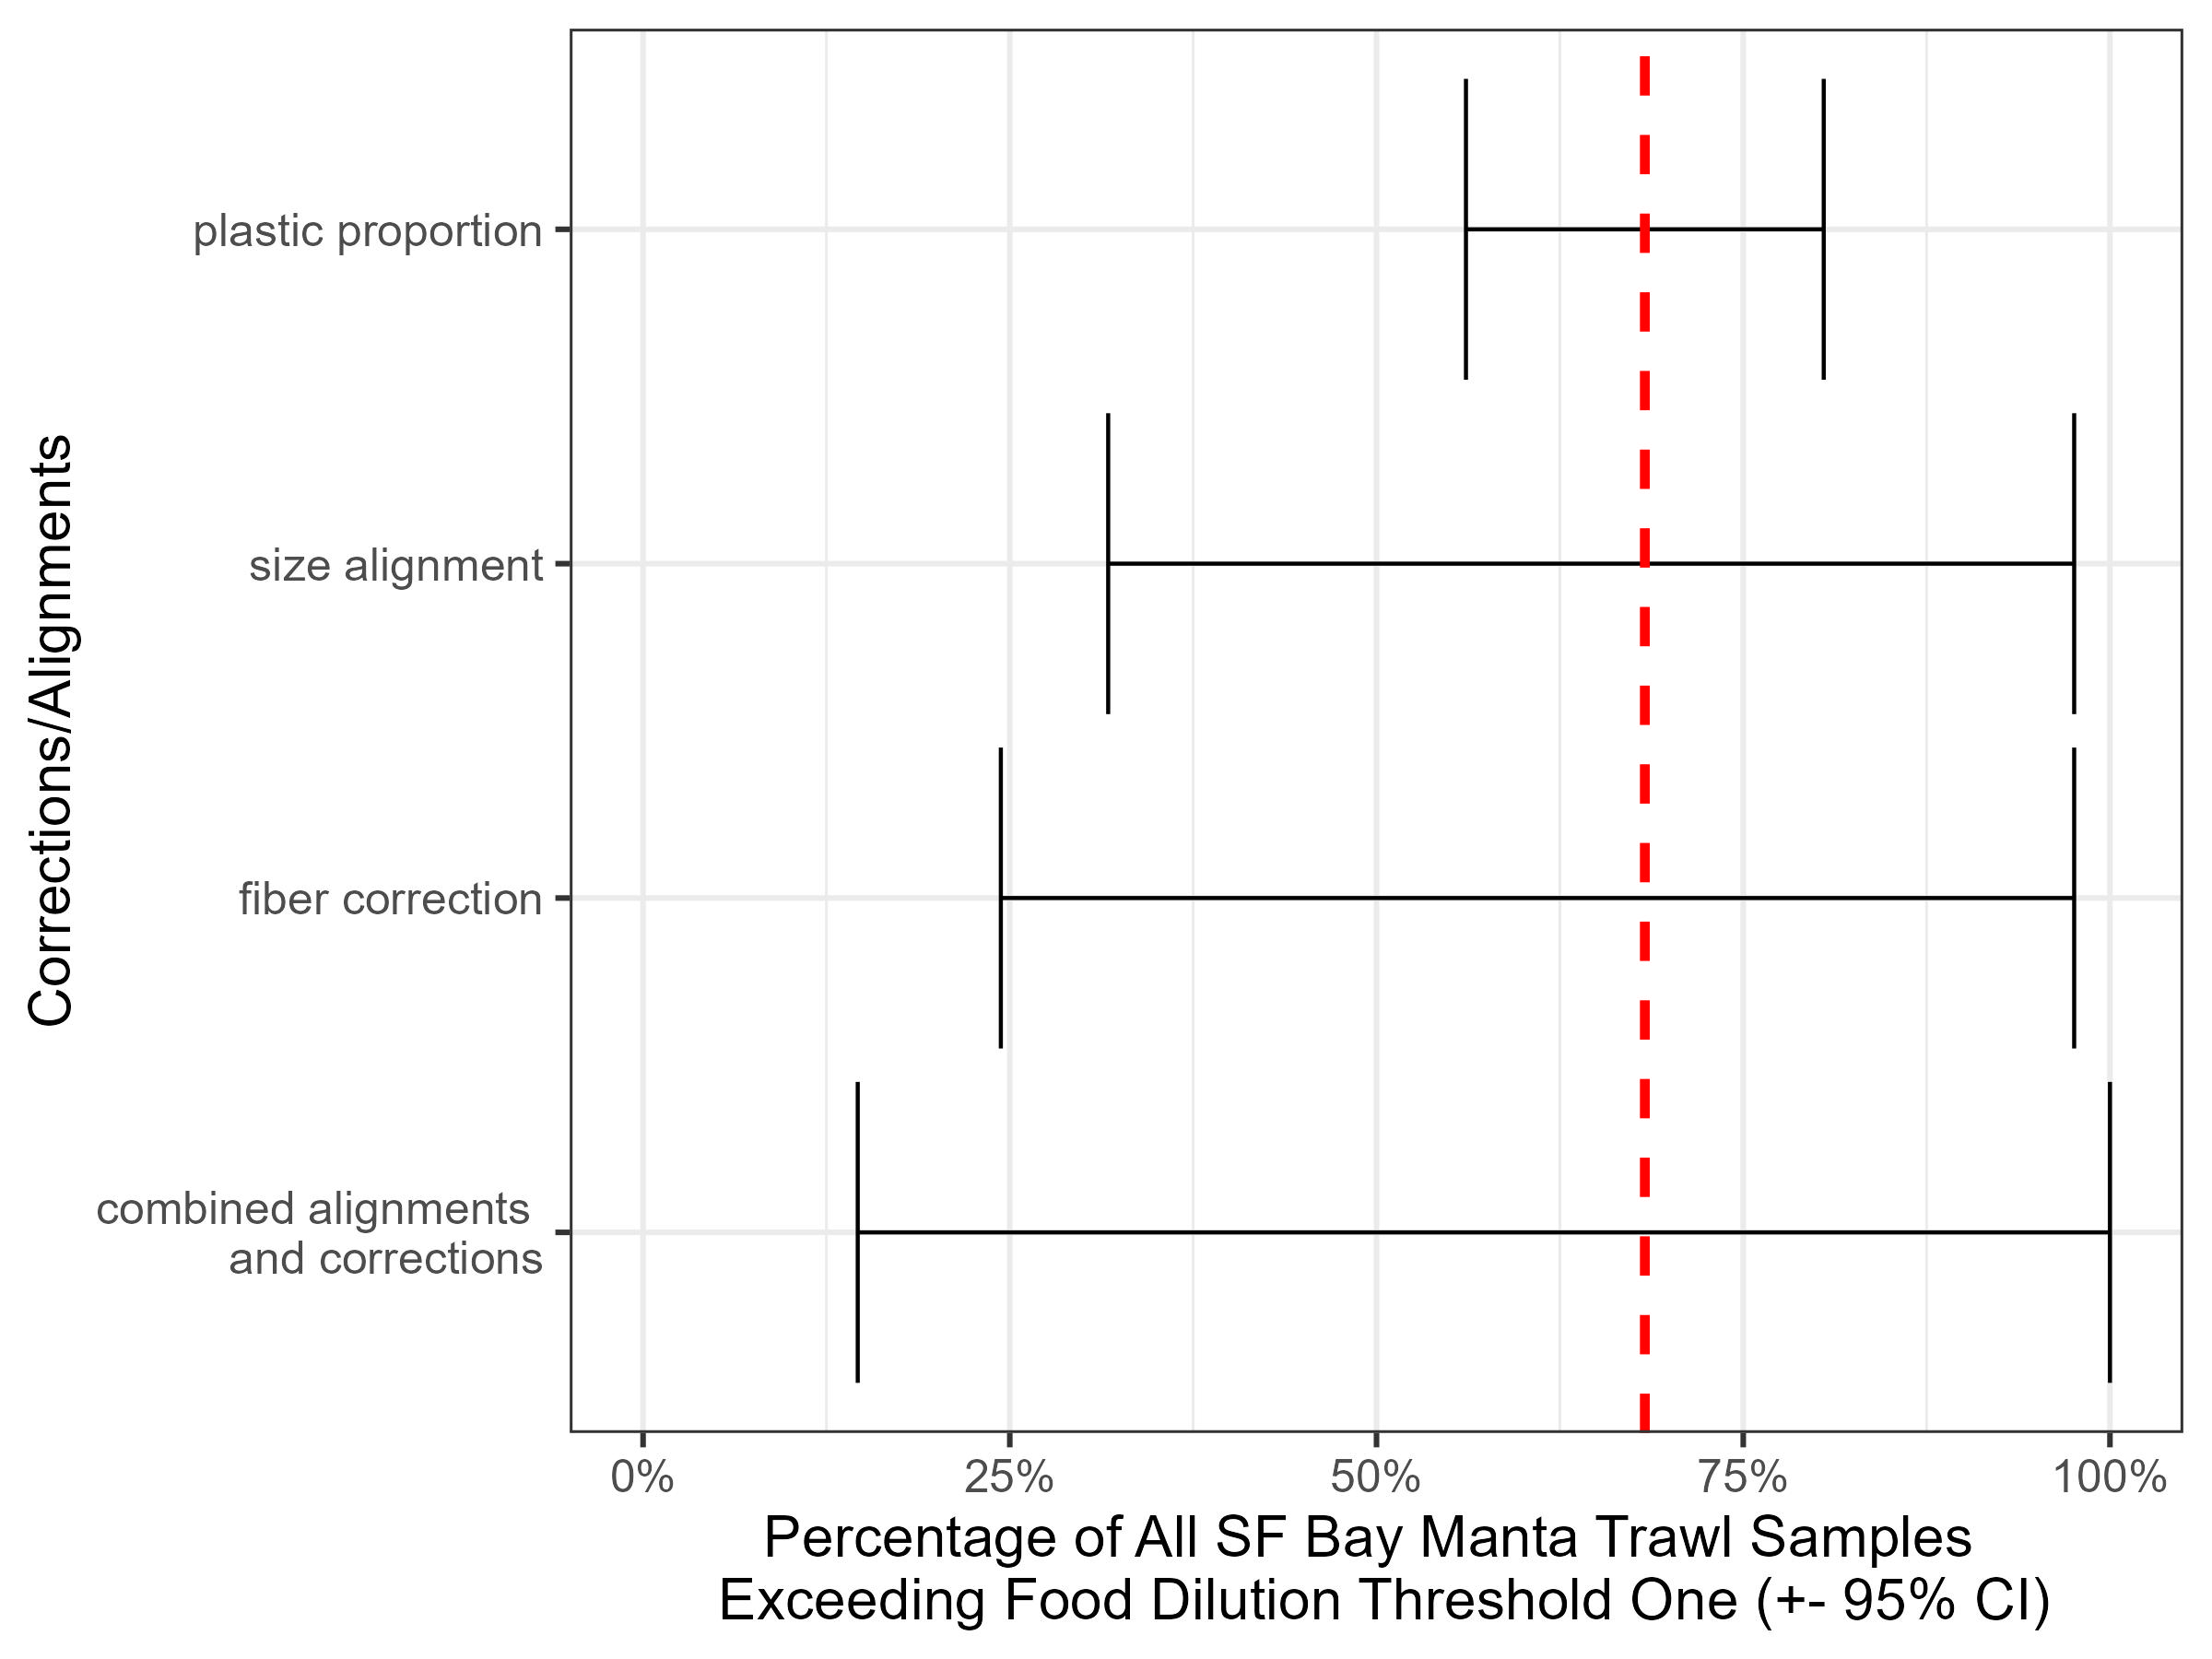 plastic proportion
size alignment
fiber correction
combined alignments
and corrections
Corrections/Alignments
0%
25%
50%
75%
100%
Percentage of All SF Bay Manta Trawl Samples
Exceeding Food Dilution Threshold One (+- 95% CI)